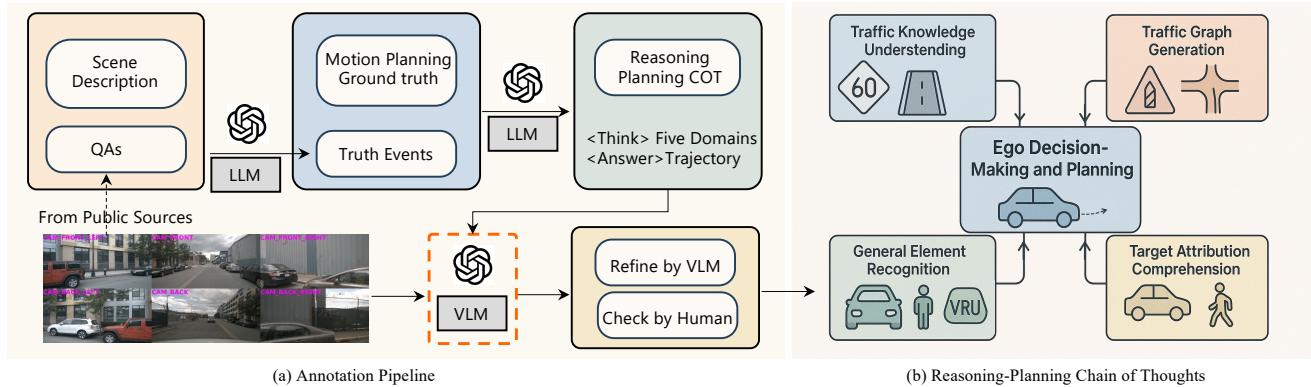 Scene
Description
QAs
LLM
Motion Planning
Ground truth
Truth Events
LLM
Reasoning
Planning COT
<Think> Five Domains
<Answer>Trajectory
From Public Sources
CAM_FRONT_LEFT
CAM_FRONT
CAM_FRONT_RIGHT
CAM_BACK
CAM_BACK_RIGHT
VLM
Refine by VLM
Check by Human
(a) Annotation Pipeline
Traffic Knowledge
Understending
60
Traffic Graph
Generation
Ego Decision-
Making and Planning
General Element
Recognition
VRU
Target Attribution
Comprehension
(b) Reasoning-Planning Chain of Thoughts